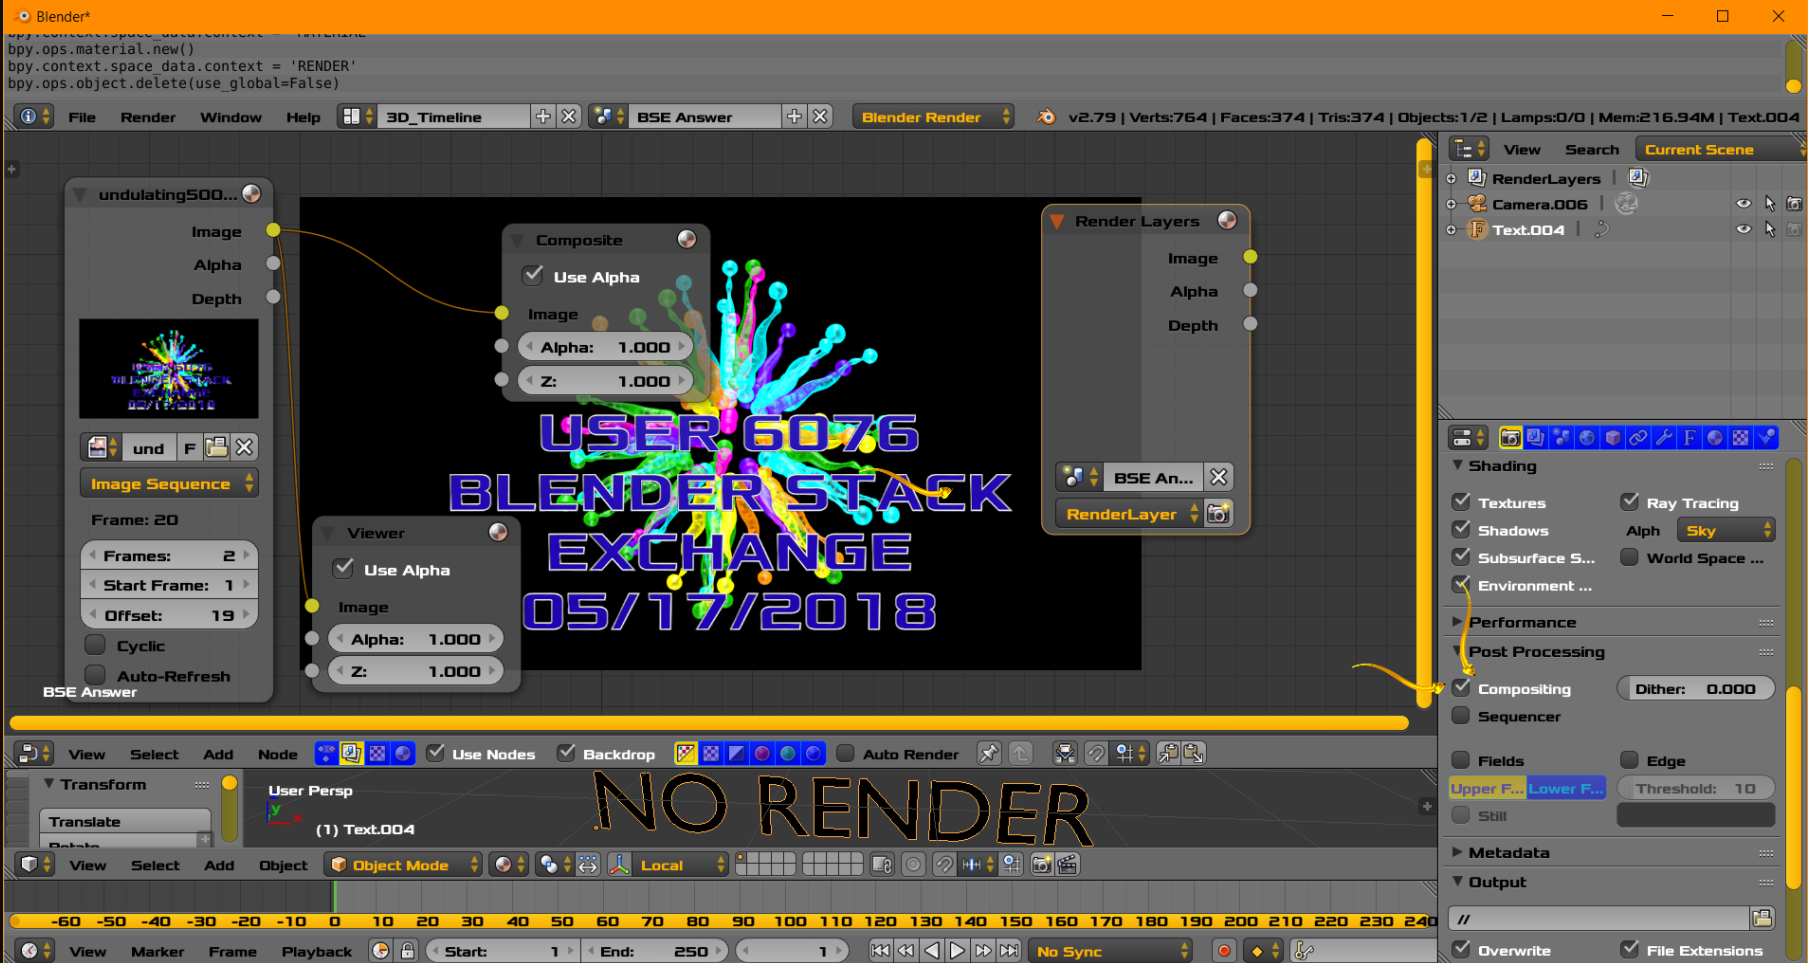 Blender*
bpy.context.space_data.context = 'MATERIAL'
bpy.ops.material.new()
bpy.context.space_data.context = 'RENDER'
bpy.ops.object.delete(use_global=False)
File Render Window Help 3D_Timeline BSE Answer Blender Render v2.79 | Verts:764 | Faces:374 | Tris:374 | Objects:1/2 | Lamps:0/0 | Mem:216.94M | Text.004
View Search Current Scene
RenderLayers
Camera.006
Text.004
undulating500...
Image
Alpha
Depth
und F
Image Sequence
Frame: 20
Frames: 2
Start Frame: 1
Offset: 19
Cyclic
Auto-Refresh
BSE Answer
Composite
Use Alpha
Image
Alpha: 1.000
Z: 1.000
Viewer
Use Alpha
Image
Alpha: 1.000
Z: 1.000
USER 6076
BLENDER STACK
EXCHANGE
05/17/2018
Render Layers
Image
Alpha
Depth
BSE An...
RenderLayer
Shading
Textures Ray Tracing
Shadows Alph Sky
Subsurface S... World Space ...
Environment ...
Performance
Post Processing
Compositing Dither: 0.000
Sequencer
Fields Edge
Upper F... Lower F... Threshold: 10
Still
Metadata
Output
//
Overwrite File Extensions
View Select Add Node Use Nodes Backdrop Auto Render
Transform
Translate
Rotate
User Persp
(1) Text.004
NO RENDER
View Select Add Object Object Mode Local
-60 -50 -40 -30 -20 -10 0 10 20 30 40 50 60 70 80 90 100 110 120 130 140 150 160 170 180 190 200 210 220 230 240
View Marker Frame Playback Start: 1 End: 250 1 No Sync